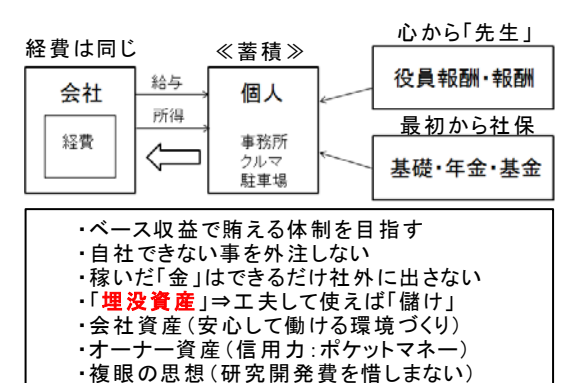 経費は同じ
≪蓄積≫
心から「先生」
会社
経費
給与
所得
個人
事務所
クルマ
駐車場
役員報酬・報酬
最初から社保
基礎・年金・基金
・ベース収益で賄える体制を目指す
・自社できない事を外注しない
・稼いだ「金」はできるだけ社外に出さない
・「埋没資産」⇒工夫して使えば「儲け」
・会社資産(安心して働ける環境づくり)
・オーナー資産(信用力:ポケットマネー)
・複眼の思想(研究開発費を惜しまない)